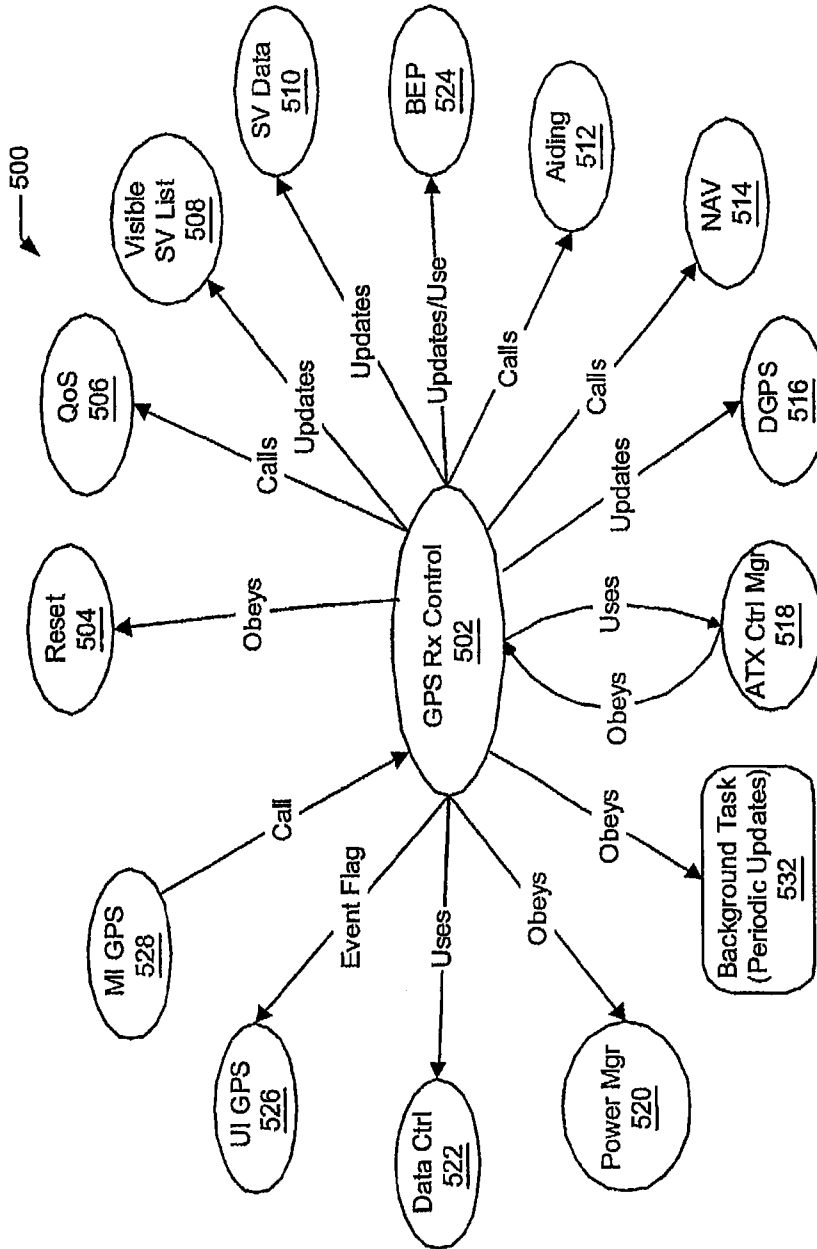 500
Reset
504
QoS
506
Visible
SV List
508
SV Data
510
BEP
524
Aiding
512
NAV
514
DGPS
516
ATX Ctrl Mgr
518
Background Task
(Periodic Updates)
532
Power Mgr
520
Data Ctrl
522
UI GPS
526
MI GPS
528
GPS Rx Control
502
Obeys
Calls
Updates
Updates
Updates/Use
Calls
Calls
Updates
Uses
Obeys
Obeys
Obeys
Uses
Event Flag
Call